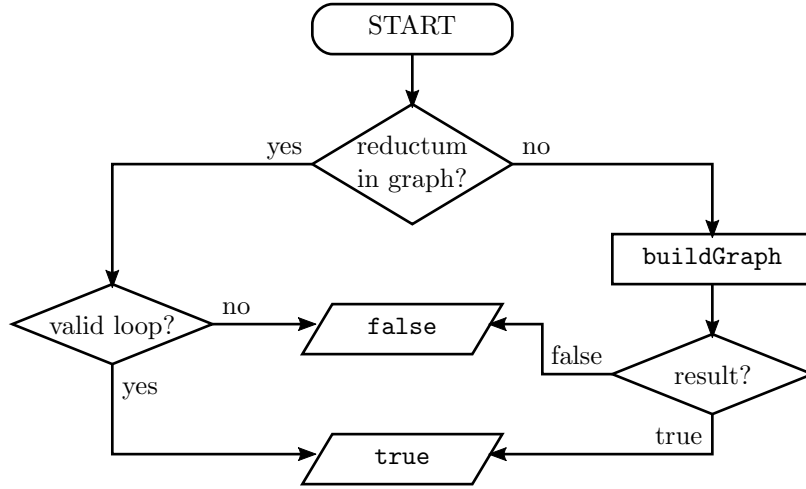 START
reductum
in graph?
yes
no
buildGraph
valid loop?
no
false
false
result?
yes
true
true